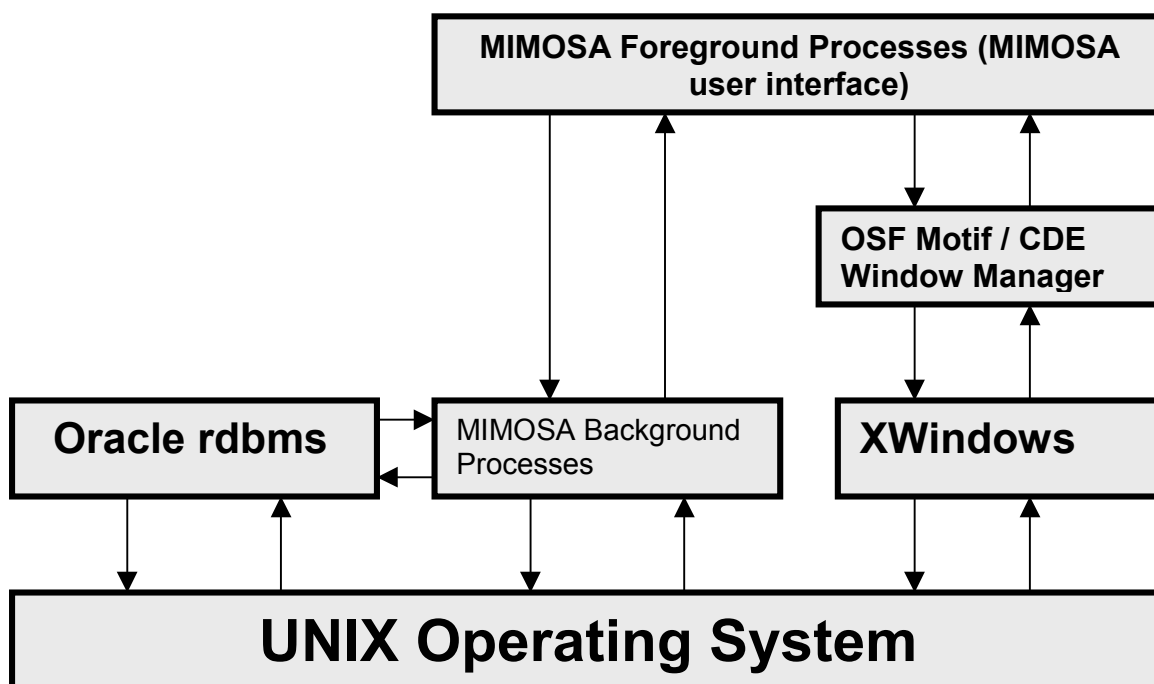 MIMOSA Foreground Processes (MIMOSA
user interface)
OSF Motif / CDE
Window Manager
Oracle rdbms
MIMOSA Background
Processes
XWindows
UNIX Operating System